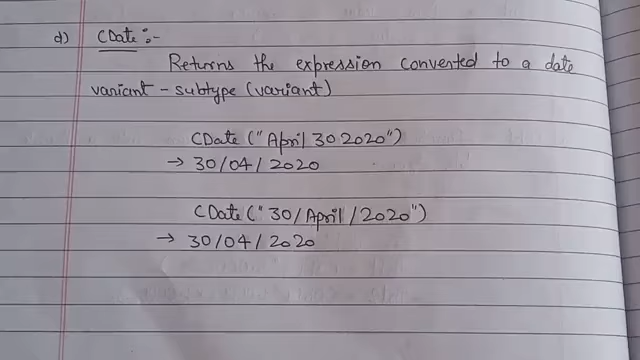 d) CDate :-
Returns the expression converted to a date
variant - subtype (variant)
CDate ("April 30 2020")
→ 30/04/2020
CDate (" 30/April/2020")
→ 30/04/2020